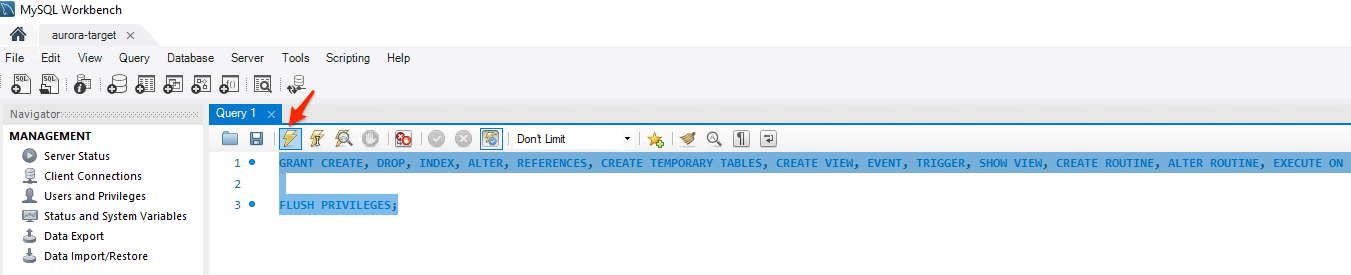 MySQL Workbench
aurora-target
File Edit View Query Database Server Tools Scripting Help
Navigator
Query 1
MANAGEMENT
Server Status
Client Connections
Users and Privileges
Status and System Variables
Data Export
Data Import/Restore
Don't Limit
1 GRANT CREATE, DROP, INDEX, ALTER, REFERENCES, CREATE TEMPORARY TABLES, CREATE VIEW, EVENT, TRIGGER, SHOW VIEW, CREATE ROUTINE, ALTER ROUTINE, EXECUTE ON
2
3 FLUSH PRIVILEGES;